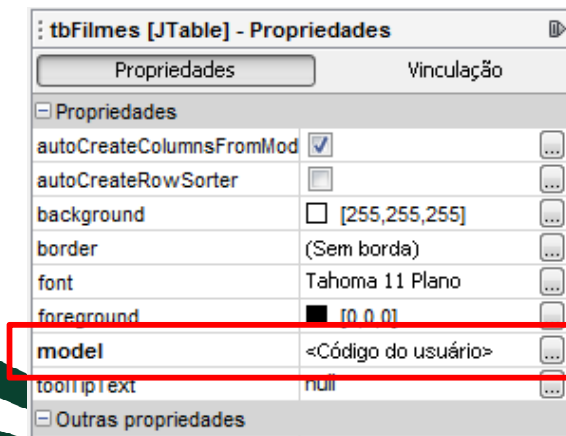 tbFilmes [JTable] - Propriedades
Propriedades Vinculação
Propriedades
autoCreateColumnsFromMod
autoCreateRowSorter ...
background [255,255,255] ...
border (Sem borda) ...
font Tahoma 11 Plano ...
foreground [0,0,0] ...
model <Código do usuário> ...
toolTipText null ...
Outras propriedades